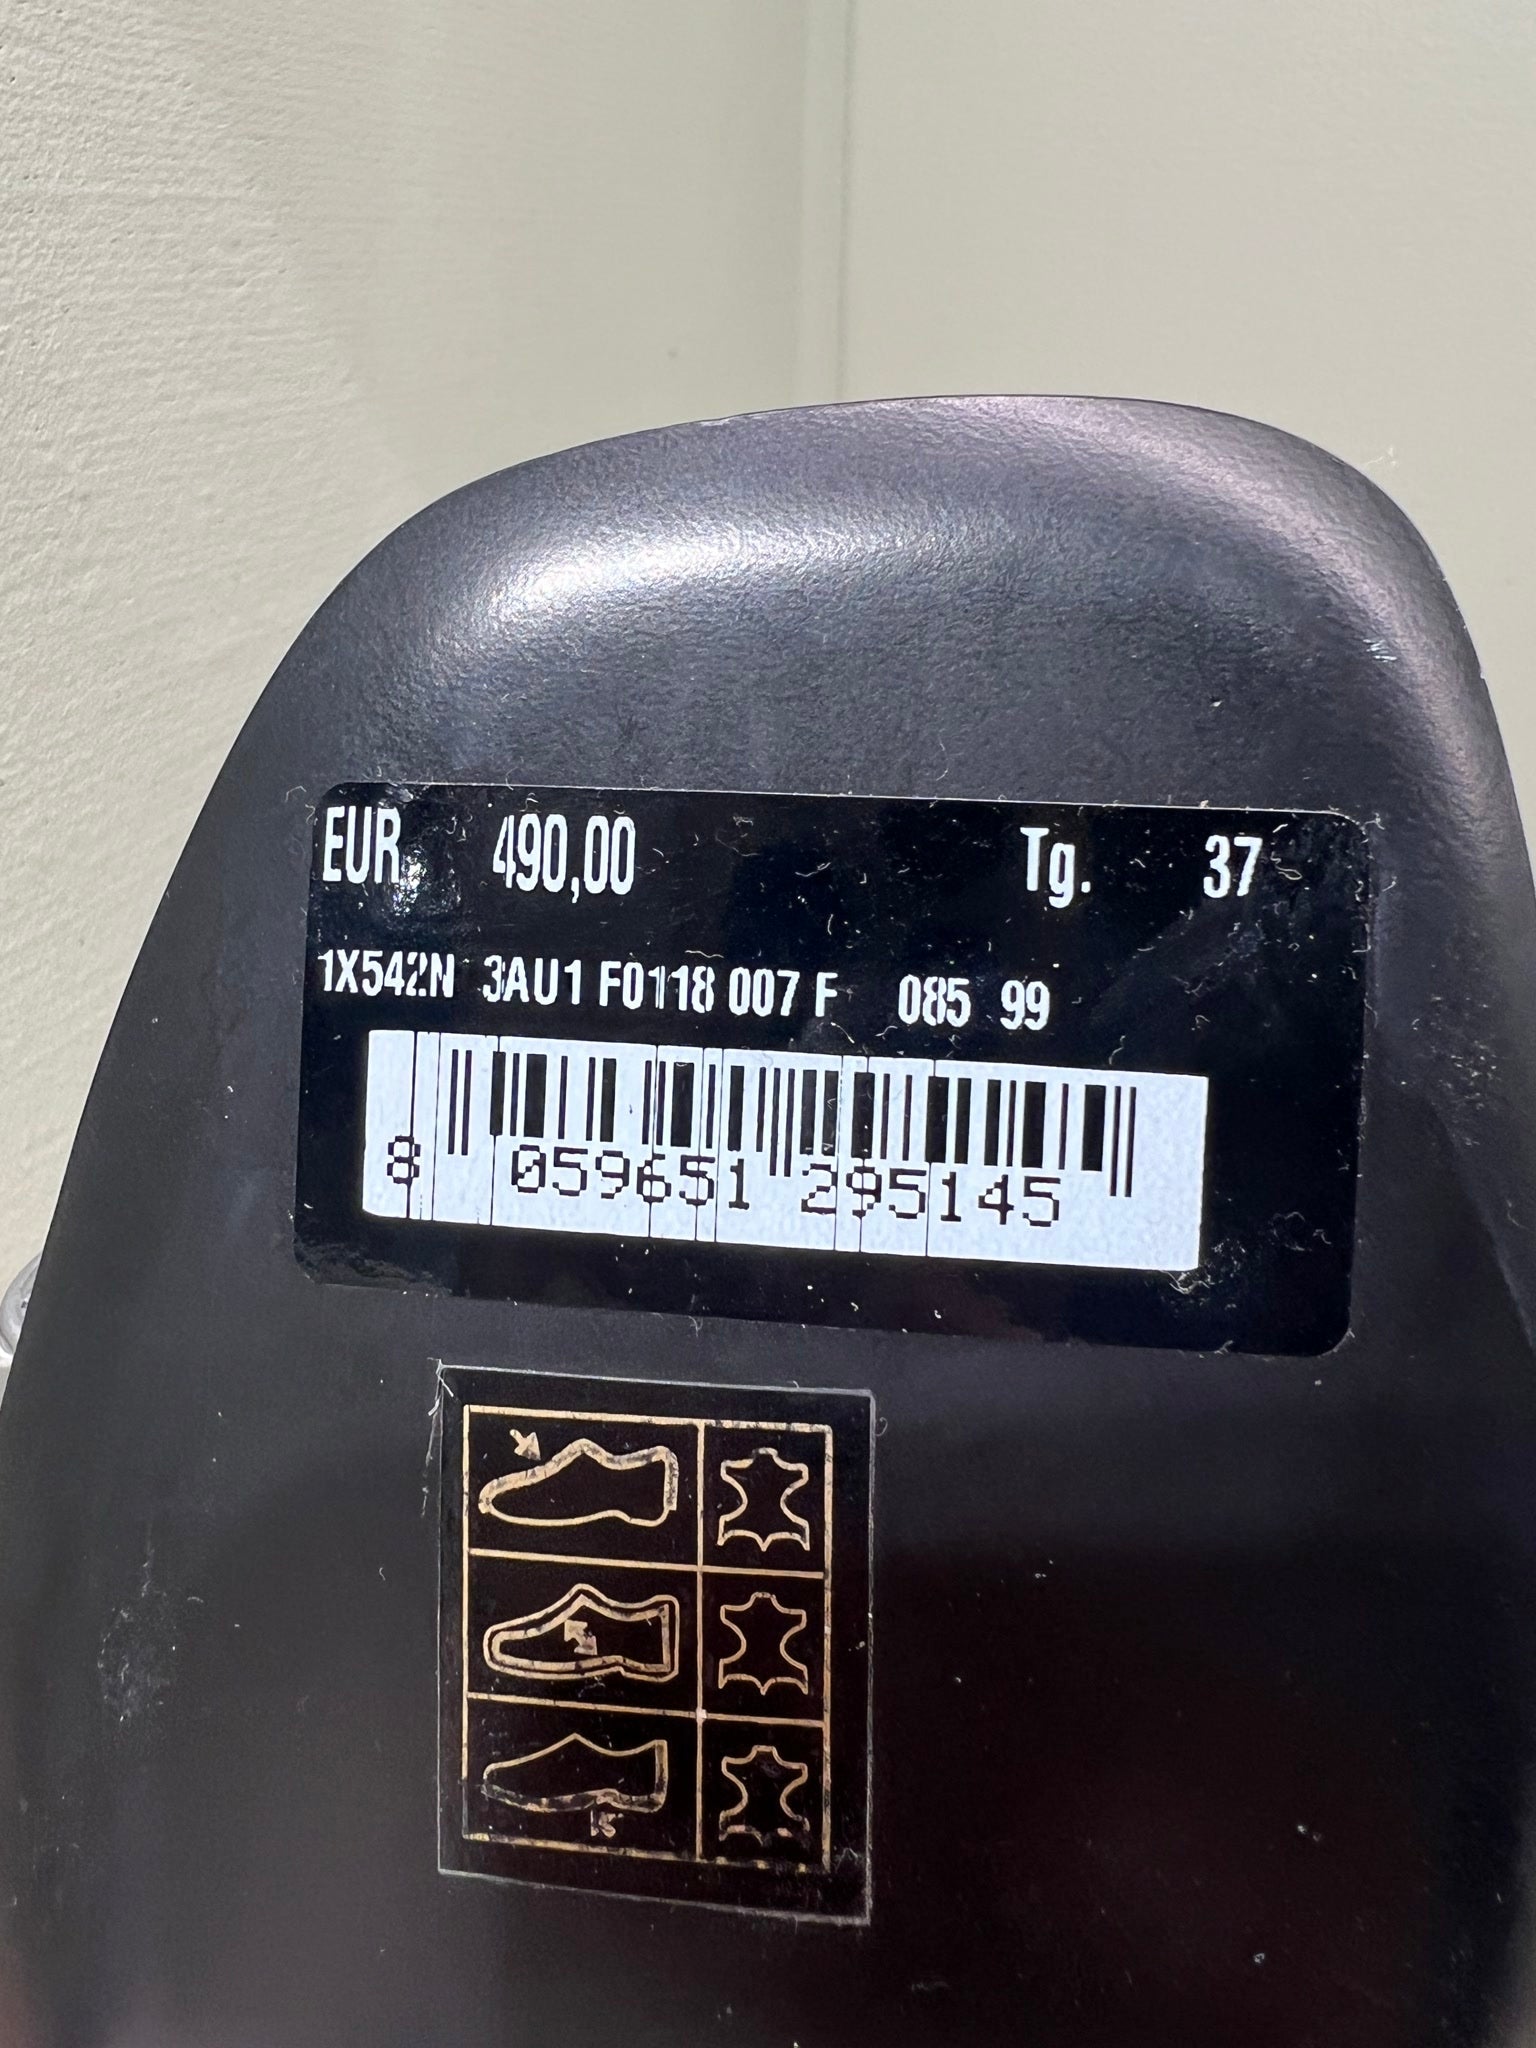 EUR 490,00 Tg. 37
1X542N 3AU1 F0118 007 F 085 99
8 059651 295145